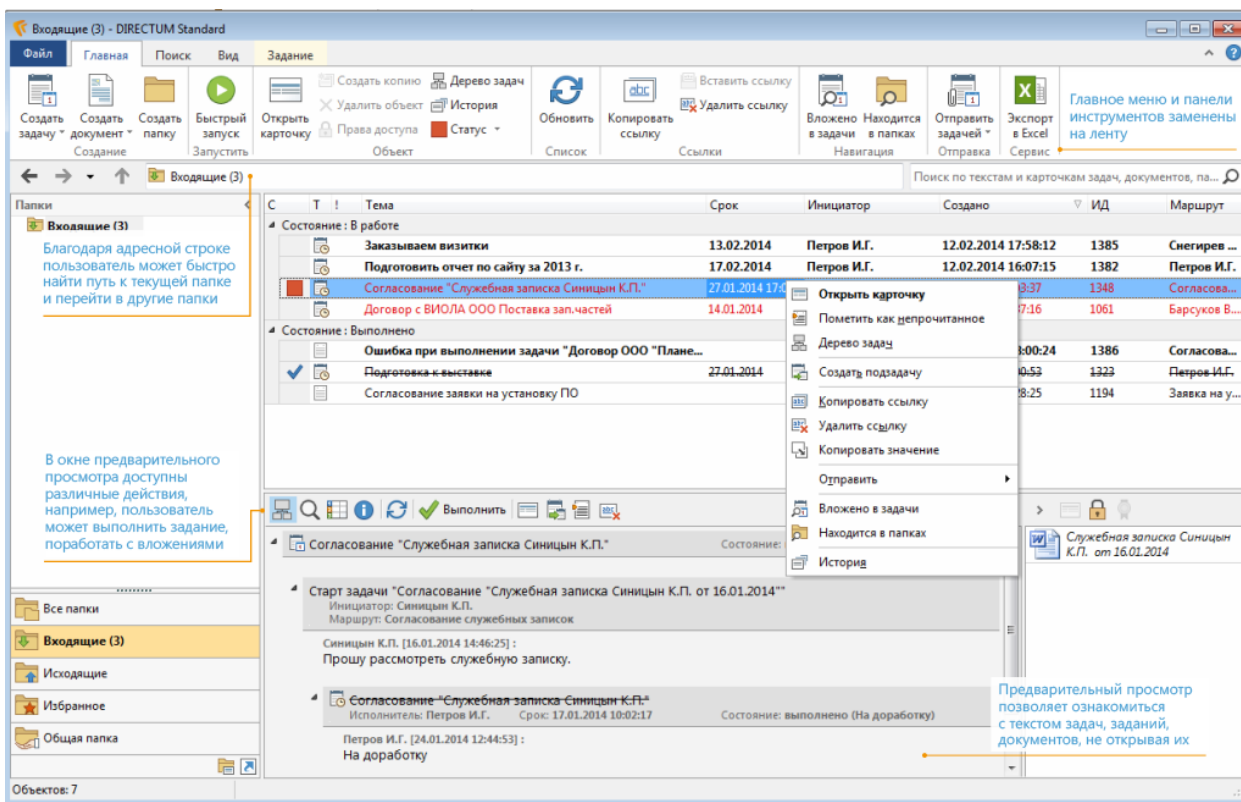 Входящие (3) - DIRECTUM Standard
Файл Главная Поиск Вид Задание
Создать задачу
Создать документ
Создать папку
Создание
Быстрый запуск
Запустить
Открыть карточку
Создать копию
Удалить объект
Права доступа
Дерево задач
История
Статус
Объект
Обновить
Список
Копировать ссылку
Вставить ссылку
Удалить ссылку
Ссылки
Вложено в задачи
Находится в папках
Навигация
Отправить задачей
Отправка
Экспорт в Excel
Сервис
Главное меню и панели
инструментов заменены
на ленту
Входящие (3)
Поиск по текстам и карточкам задач, документов, па...
Папки
Входящие (3)
Благодаря адресной строке
пользователь может быстро
найти путь к текущей папке
и перейти в другие папки
С Т ! Тема Срок Инициатор Создано ИД Маршрут
Состояние : В работе
Заказываем визитки 13.02.2014 Петров И.Г. 12.02.2014 17:58:12 1385 Снегирев ...
Подготовить отчет по сайту за 2013 г. 17.02.2014 Петров И.Г. 12.02.2014 16:07:15 1382 Петров И.Г.
Согласование "Служебная записка Синицын К.П." 27.01.2014 17:0 3:37 1348 Согласова...
Договор с ВИОЛА ООО Поставка зап.частей 14.01.2014 7:16 1061 Барсуков В....
Состояние : Выполнено
Ошибка при выполнении задачи "Договор ООО "Плане... :00:24 1386 Согласова...
Подготовка к выставке 27.01.2014 0:53 1323 Петров И.Г.
Согласование заявки на установку ПО 8:25 1194 Заявка на у...
Открыть карточку
Пометить как непрочитанное
Дерево задач
Создать подзадачу
Копировать ссылку
Удалить ссылку
Копировать значение
Отправить
Вложено в задачи
Находится в папках
История
В окне предварительного
просмотра доступны
различные действия,
например, пользователь
может выполнить задание,
поработать с вложениями
Выполнить
Согласование "Служебная записка Синицын К.П." Состояние:
Старт задачи "Согласование "Служебная записка Синицын К.П. от 16.01.2014""
Инициатор: Синицын К.П.
Маршрут: Согласование служебных записок
Синицын К.П. [16.01.2014 14:46:25] :
Прошу рассмотреть служебную записку.
Согласование "Служебная записка Синицын К.П."
Исполнитель: Петров И.Г. Срок: 17.01.2014 10:02:17 Состояние: выполнено (На доработку)
Петров И.Г. [24.01.2014 12:44:53] :
На доработку
Служебная записка Синицын
К.П. от 16.01.2014
Предварительный просмотр
позволяет ознакомиться
с текстом задач, заданий,
документов, не открывая их
Все папки
Входящие (3)
Исходящие
Избранное
Общая папка
Объектов: 7